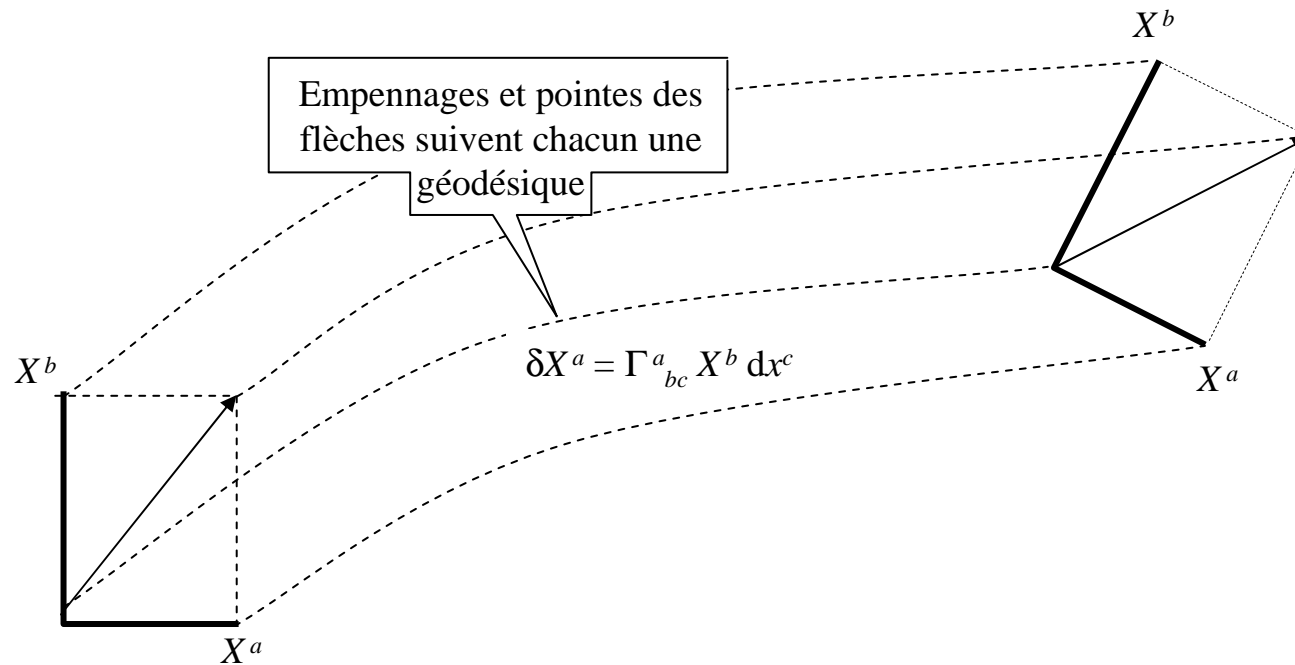 X^b
Empennages et pointes des
flèches suivent chacun une
géodésique
X^b
δX^a = Γ^a_bc X^b dx^c
X^a
X^a